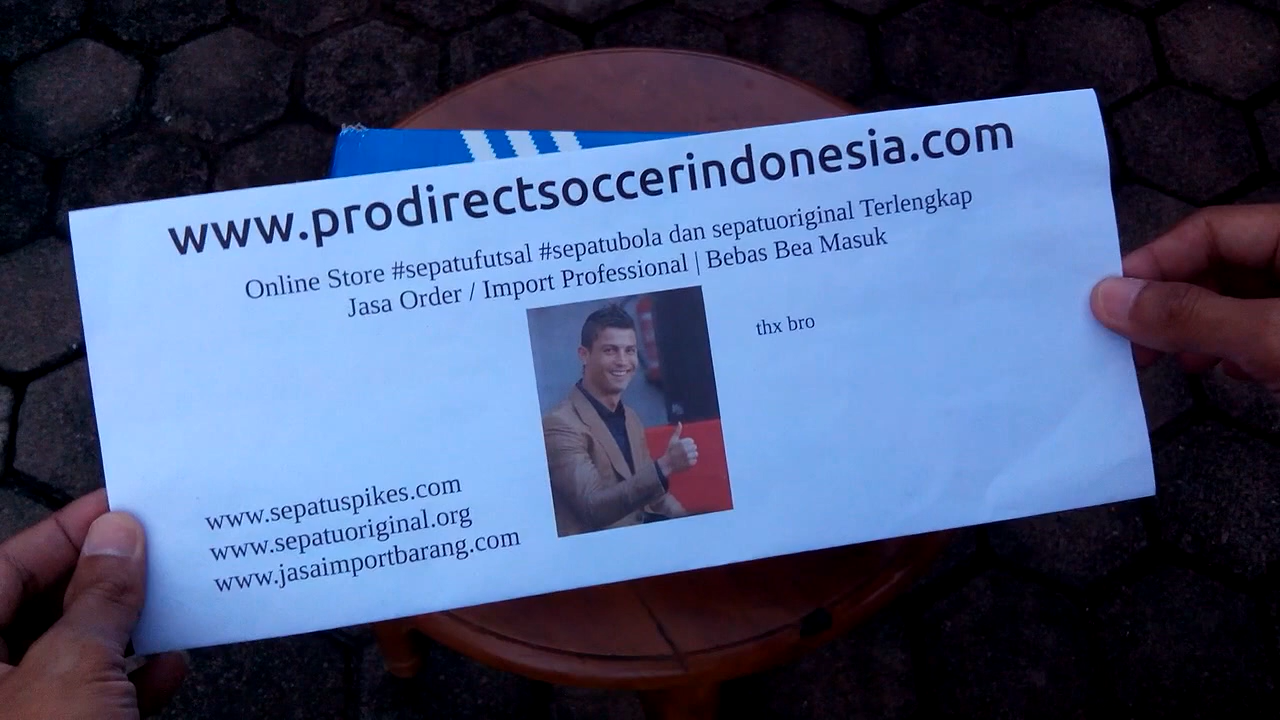 www.prodirectsoccerindonesia.com
Online Store #sepatufutsal #sepatubola dan sepatuoriginal Terlengkap
Jasa Order / Import Professional | Bebas Bea Masuk
thx bro
www.sepatuspikes.com
www.sepatuoriginal.org
www.jasaimportbarang.com